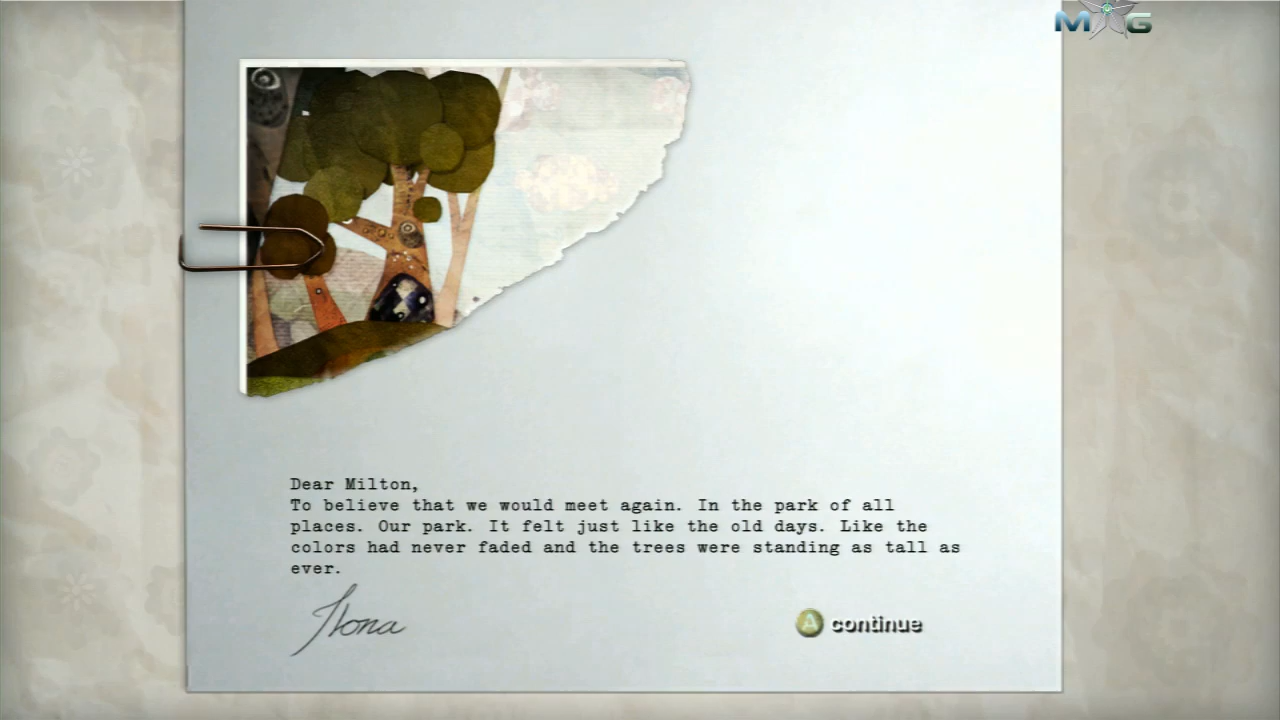 M G
Dear Milton,
To believe that we would meet again. In the park of all
places. Our park. It felt just like the old days. Like the
colors had never faded and the trees were standing as tall as
ever.
Ilona
A continue